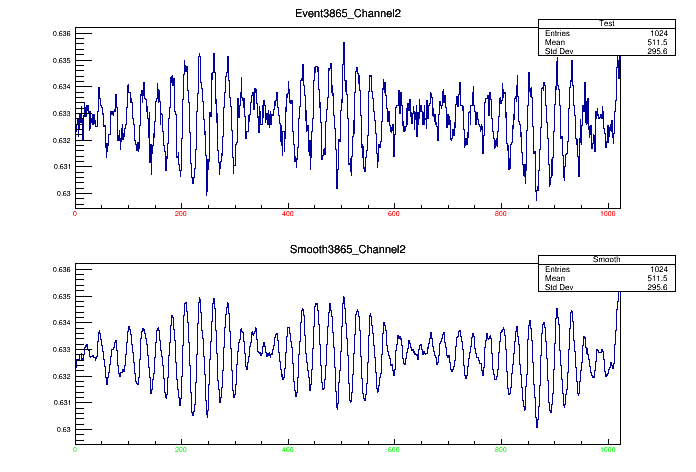 Event3865_Channel2
Test
Entries 1024
Mean 511.5
Std Dev 295.6
0.636
0.635
0.634
0.633
0.632
0.631
0.63
0 200 400 600 800 1000
Smooth3865_Channel2
Smooth
Entries 1024
Mean 511.5
Std Dev 295.6
0.636
0.635
0.634
0.633
0.632
0.631
0.63
0 200 400 600 800 1000